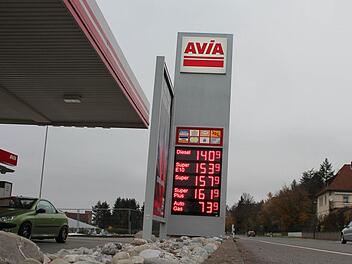 AVIA
Diesel 1409
Super E10 1539
Super 1579
Super Plus 1619
Auto Gas 739